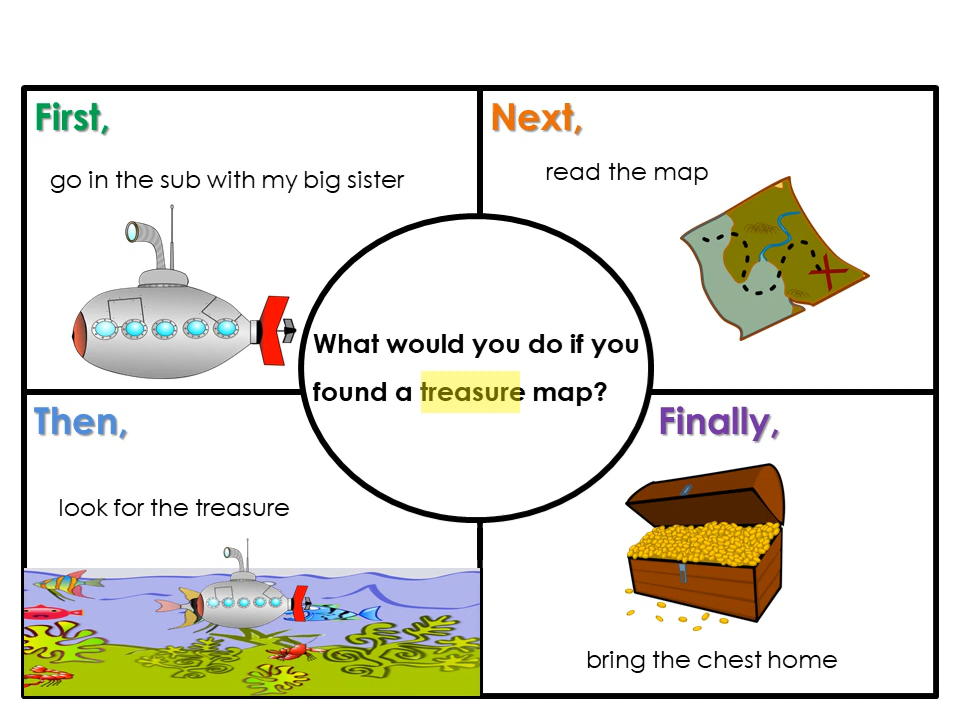 First,
go in the sub with my big sister
Next,
read the map
What would you do if you
found a treasure map?
Then,
look for the treasure
Finally,
bring the chest home